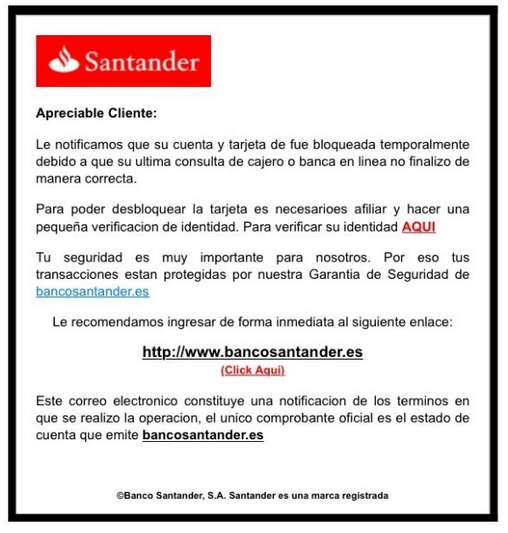 Santander
Apreciable Cliente:
Le notificamos que su cuenta y tarjeta de fue bloqueada temporalmente
debido a que su ultima consulta de cajero o banca en linea no finalizo de
manera correcta.
Para poder desbloquear la tarjeta es necesarioes afiliar y hacer una
pequeña verificacion de identidad. Para verificar su identidad AQUI
Tu seguridad es muy importante para nosotros. Por eso tus
transacciones estan protegidas por nuestra Garantia de Seguridad de
bancosantander.es
Le recomendamos ingresar de forma inmediata al siguiente enlace:
http://www.bancosantander.es
(Click Aqui)
Este correo electronico constituye una notificacion de los terminos en
que se realizo la operacion, el unico comprobante oficial es el estado de
cuenta que emite bancosantander.es
©Banco Santander, S.A. Santander es una marca registrada